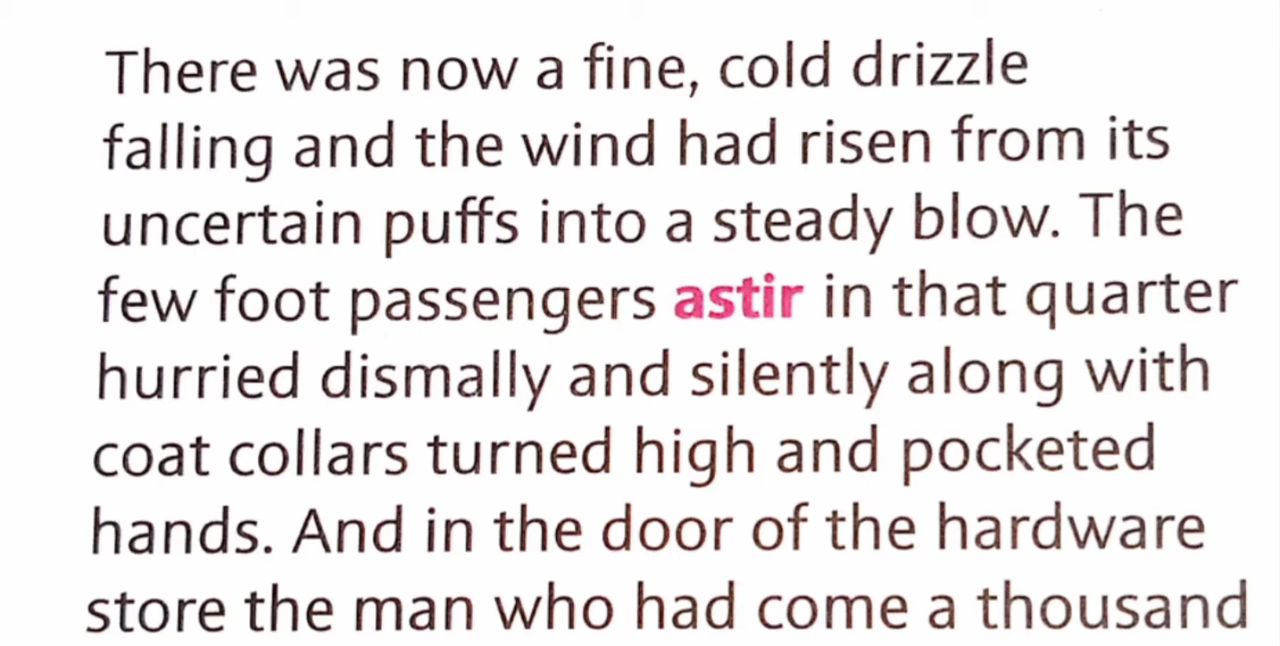 There was now a fine, cold drizzle
falling and the wind had risen from its
uncertain puffs into a steady blow. The
few foot passengers astir in that quarter
hurried dismally and silently along with
coat collars turned high and pocketed
hands. And in the door of the hardware
store the man who had come a thousand